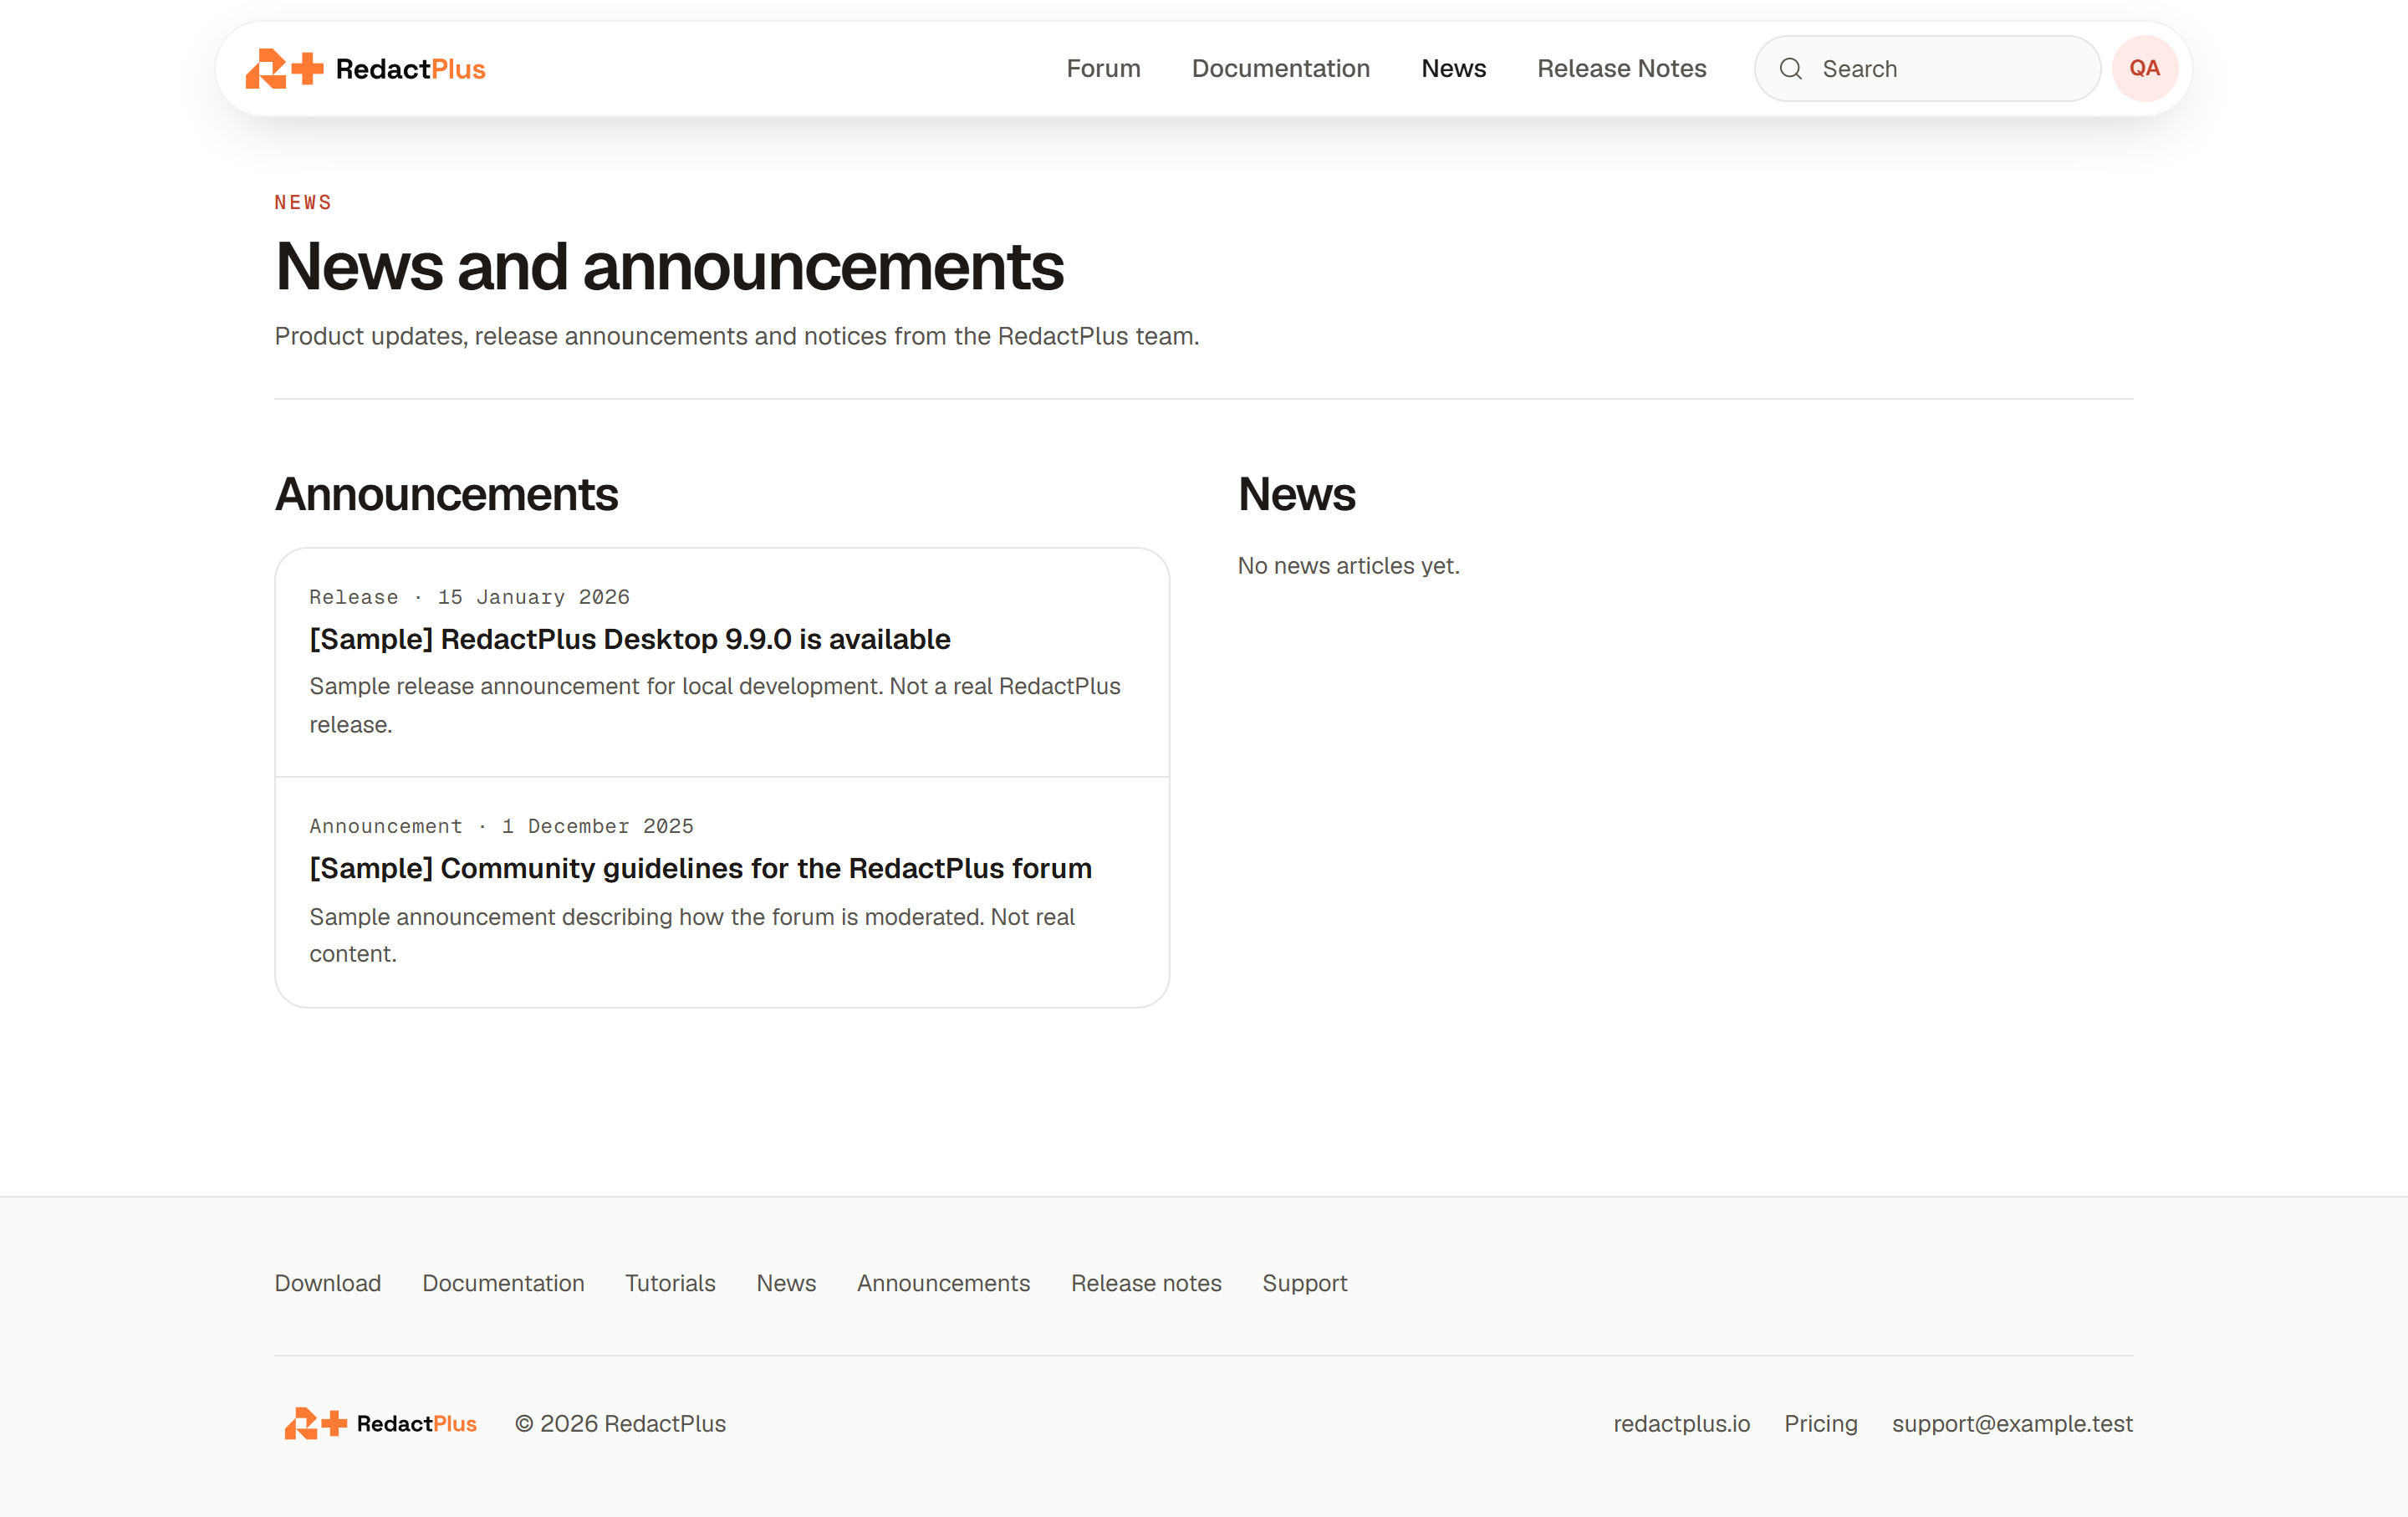 RedactPlus
Forum
Documentation
News
Release Notes
Search
QA
NEWS
News and announcements
Product updates, release announcements and notices from the RedactPlus team.
Announcements
Release · 15 January 2026
[Sample] RedactPlus Desktop 9.9.0 is available
Sample release announcement for local development. Not a real RedactPlus
release.
Announcement · 1 December 2025
[Sample] Community guidelines for the RedactPlus forum
Sample announcement describing how the forum is moderated. Not real
content.
News
No news articles yet.
Download
Documentation
Tutorials
News
Announcements
Release notes
Support
RedactPlus
© 2026 RedactPlus
redactplus.io
Pricing
support@example.test